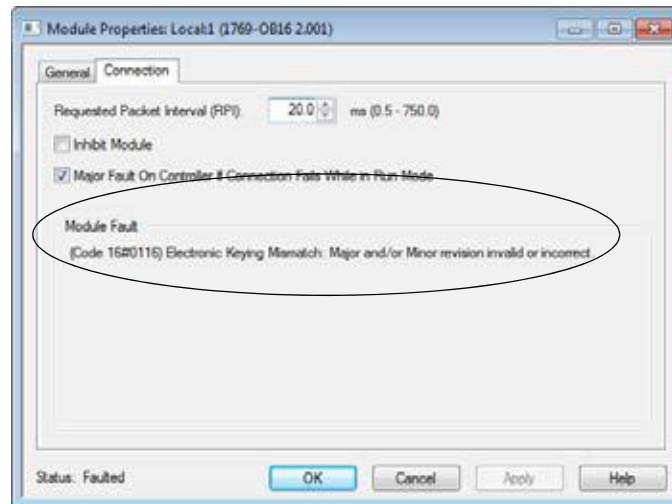 Module Properties: Local:1 (1769-OB16 2.001)
General Connection
Requested Packet Interval (RPI): 20.0 ms (0.5 - 750.0)
Inhibit Module
Major Fault On Controller If Connection Fails While in Run Mode
Module Fault
(Code 16#0116) Electronic Keying Mismatch: Major and/or Minor revision invalid or incorrect.
Status: Faulted OK Cancel Apply Help